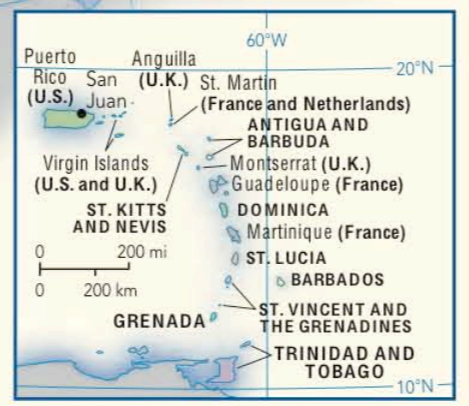 60°W
20°N
Puerto
Rico
(U.S.)
San
Juan
Anguilla
(U.K.)
St. Martin
(France and Netherlands)
ANTIGUA AND
BARBUDA
Virgin Islands
(U.S. and U.K.)
Montserrat (U.K.)
Guadeloupe (France)
ST. KITTS
AND NEVIS
DOMINICA
Martinique (France)
0 200 mi
0 200 km
ST. LUCIA
BARBADOS
GRENADA
ST. VINCENT AND
THE GRENADINES
TRINIDAD AND
TOBAGO
10°N